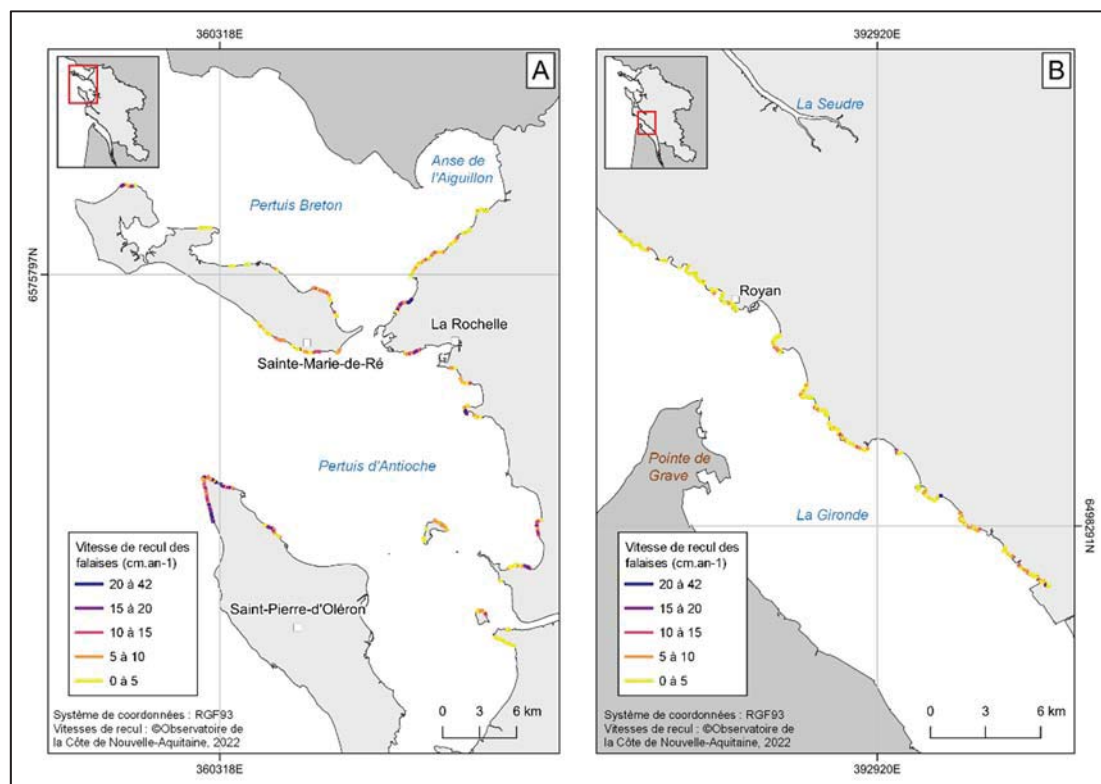 360318E
A
Anse de
l'Aiguillon
Pertuis Breton
6575797N
La Rochelle
Sainte-Marie-de-Ré
Pertuis d'Antioche
Vitesse de recul des
falaises (cm.an-1)
20 à 42
15 à 20
10 à 15
5 à 10
0 à 5
Saint-Pierre-d'Oléron
Système de coordonnées : RGF93
Vitesses de recul : ©Observatoire de
la Côte de Nouvelle-Aquitaine, 2022
0 3 6 km
360318E
392920E
B
La Seudre
Royan
Pointe de
Grave
La Gironde
6498291N
Vitesse de recul des
falaises (cm.an-1)
20 à 42
15 à 20
10 à 15
5 à 10
0 à 5
Système de coordonnées : RGF93
Vitesses de recul : ©Observatoire de
la Côte de Nouvelle-Aquitaine, 2022
0 3 6 km
392920E